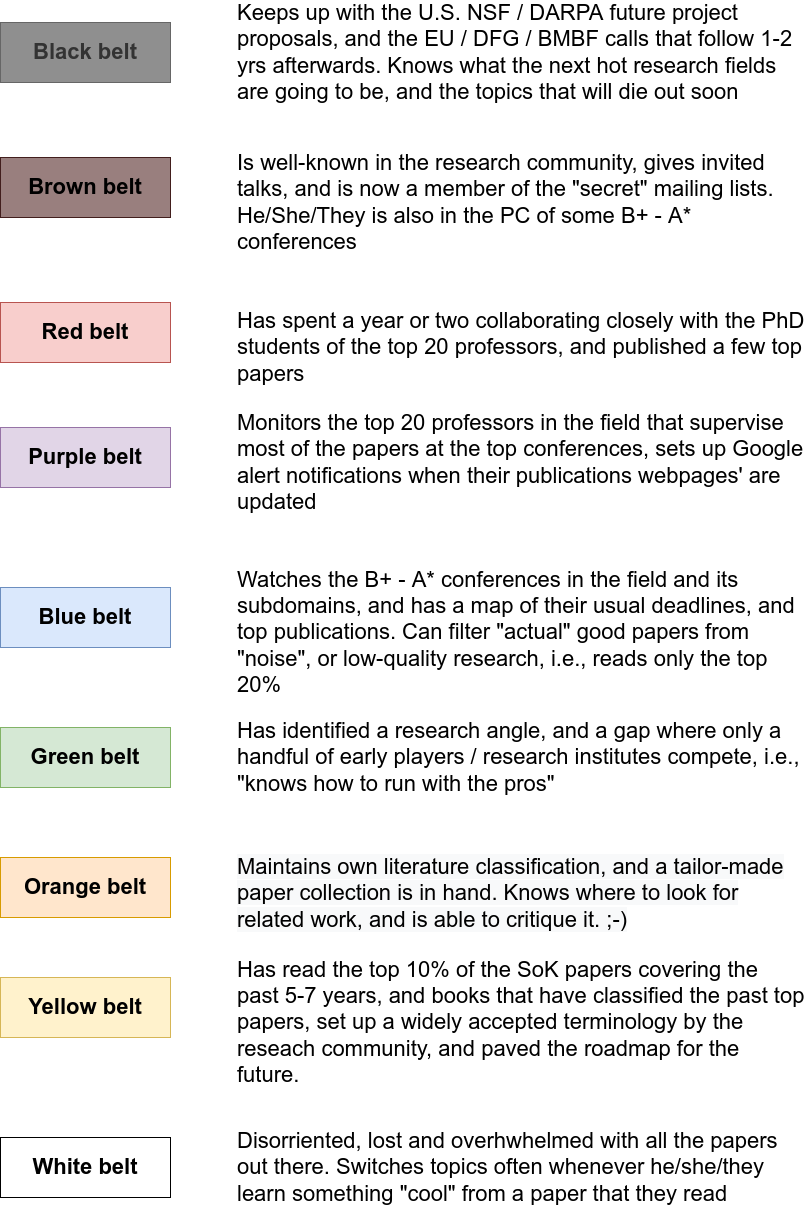 Black belt
Keeps up with the U.S. NSF / DARPA future project
proposals, and the EU / DFG / BMBF calls that follow 1-2
yrs afterwards. Knows what the next hot research fields
are going to be, and the topics that will die out soon
Brown belt
Is well-known in the research community, gives invited
talks, and is now a member of the "secret" mailing lists.
He/She/They is also in the PC of some B+ - A*
conferences
Red belt
Has spent a year or two collaborating closely with the PhD
students of the top 20 professors, and published a few top
papers
Purple belt
Monitors the top 20 professors in the field that supervise
most of the papers at the top conferences, sets up Google
alert notifications when their publications webpages' are
updated
Blue belt
Watches the B+ - A* conferences in the field and its
subdomains, and has a map of their usual deadlines, and
top publications. Can filter "actual" good papers from
"noise", or low-quality research, i.e., reads only the top
20%
Green belt
Has identified a research angle, and a gap where only a
handful of early players / research institutes compete, i.e.,
"knows how to run with the pros"
Orange belt
Maintains own literature classification, and a tailor-made
paper collection is in hand. Knows where to look for
related work, and is able to critique it. ;-)
Yellow belt
Has read the top 10% of the SoK papers covering the
past 5-7 years, and books that have classified the past top
papers, set up a widely accepted terminology by the
reseach community, and paved the roadmap for the
future.
White belt
Disorriented, lost and overhwhelmed with all the papers
out there. Switches topics often whenever he/she/they
learn something "cool" from a paper that they read